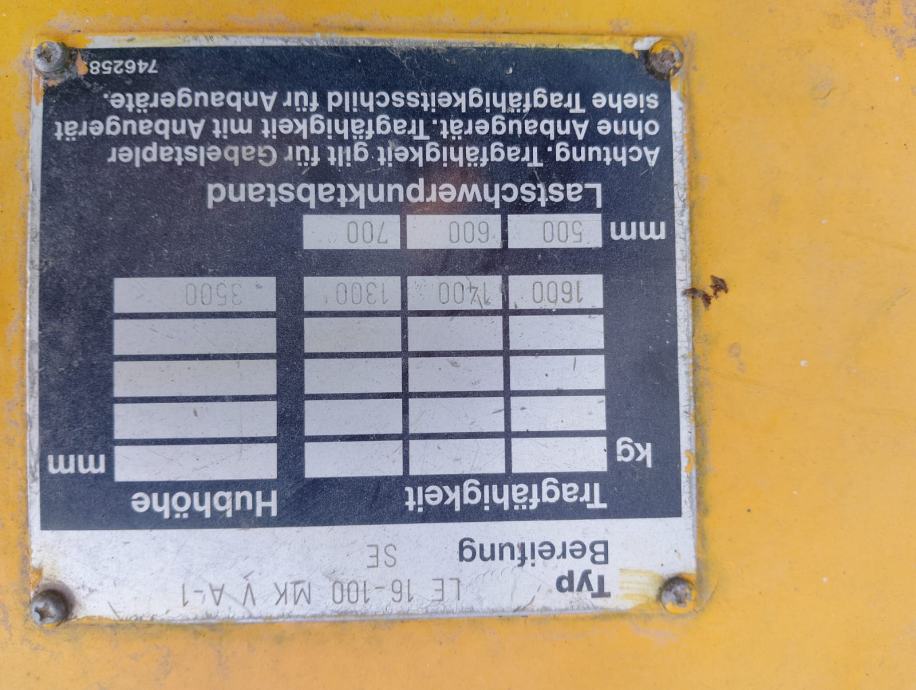 Typ LE 16-100 MK V A-1
Bereifung SE
Tragfähigkeit Hubhöhe
kg mm
1600 1400 1300 3500
mm 500 600 700
Lastschwerpunktabstand
Achtung. Tragfähigkeit gilt für Gabelstapler
ohne Anbaugerät. Tragfähigkeit mit Anbaugerät
siehe Tragfähigkeitsschild für Anbaugeräte.